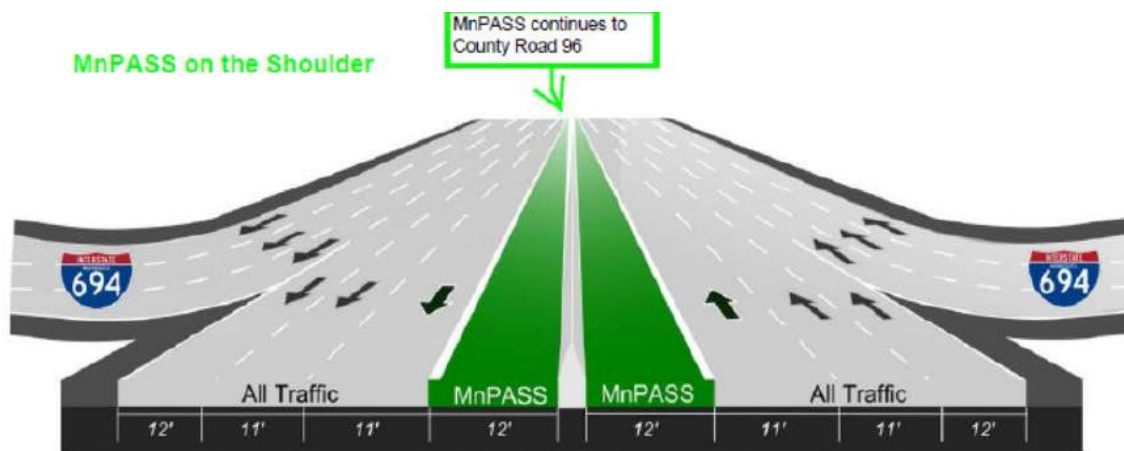 MnPASS continues to
County Road 96
MnPASS on the Shoulder
INTERSTATE
694
INTERSTATE
694
All Traffic
MnPASS
MnPASS
All Traffic
12'
11'
11'
12'
12'
11'
11'
12'